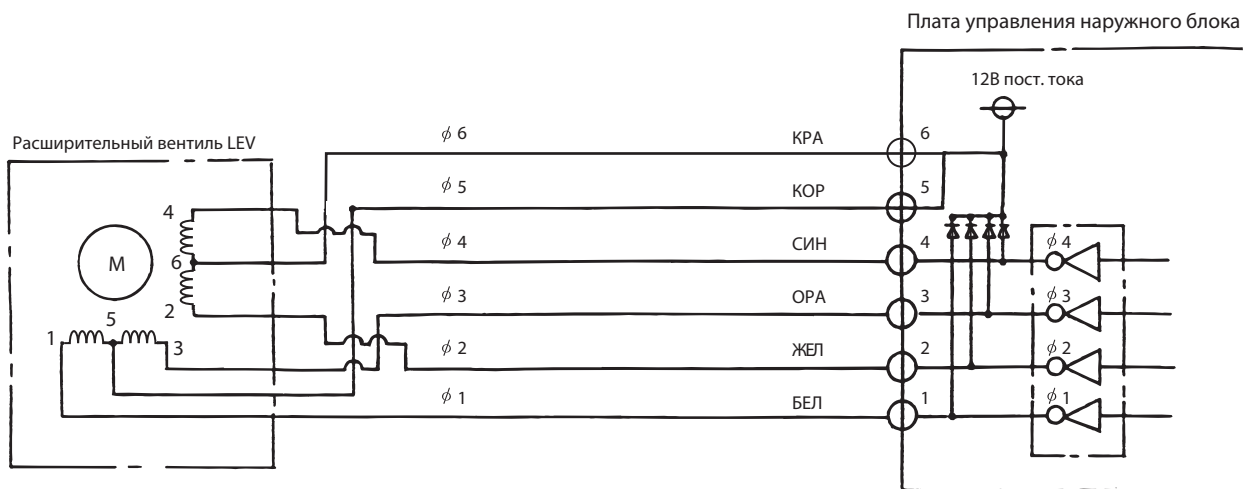 Плата управления наружного блока
12В пост. тока
Расширительный вентиль LEV
ϕ 6 КРА 6
ϕ 5 КОР 5
4
ϕ 4 СИН 4 ϕ 4
M 6
ϕ 3 ОРА 3 ϕ 3
2
1 5 3
ϕ 2 ЖЕЛ 2 ϕ 2
ϕ 1 БЕЛ 1 ϕ 1